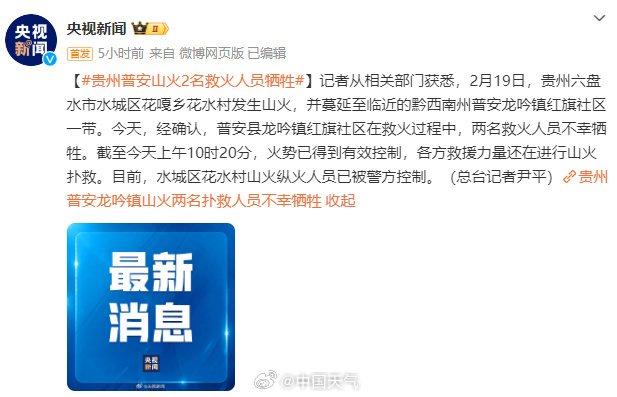 央视新闻
央视新闻
首发 5小时前 来自 微博网页版 已编辑
【#贵州普安山火2名救火人员牺牲#】记者从相关部门获悉，2月19日，贵州六盘
水市水城区花嘎乡花水村发生山火，并蔓延至临近的黔西南州普安龙吟镇红旗社区
一带。今天，经确认，普安县龙吟镇红旗社区在救火过程中，两名救火人员不幸牺
牲。截至今天上午10时20分，火势已得到有效控制，各方救援力量还在进行山火
扑救。目前，水城区花水村山火纵火人员已被警方控制。（总台记者尹平）贵州
普安龙吟镇山火两名扑救人员不幸牺牲 收起
最新
消息
央视
新闻
@央视新闻
@中国天气